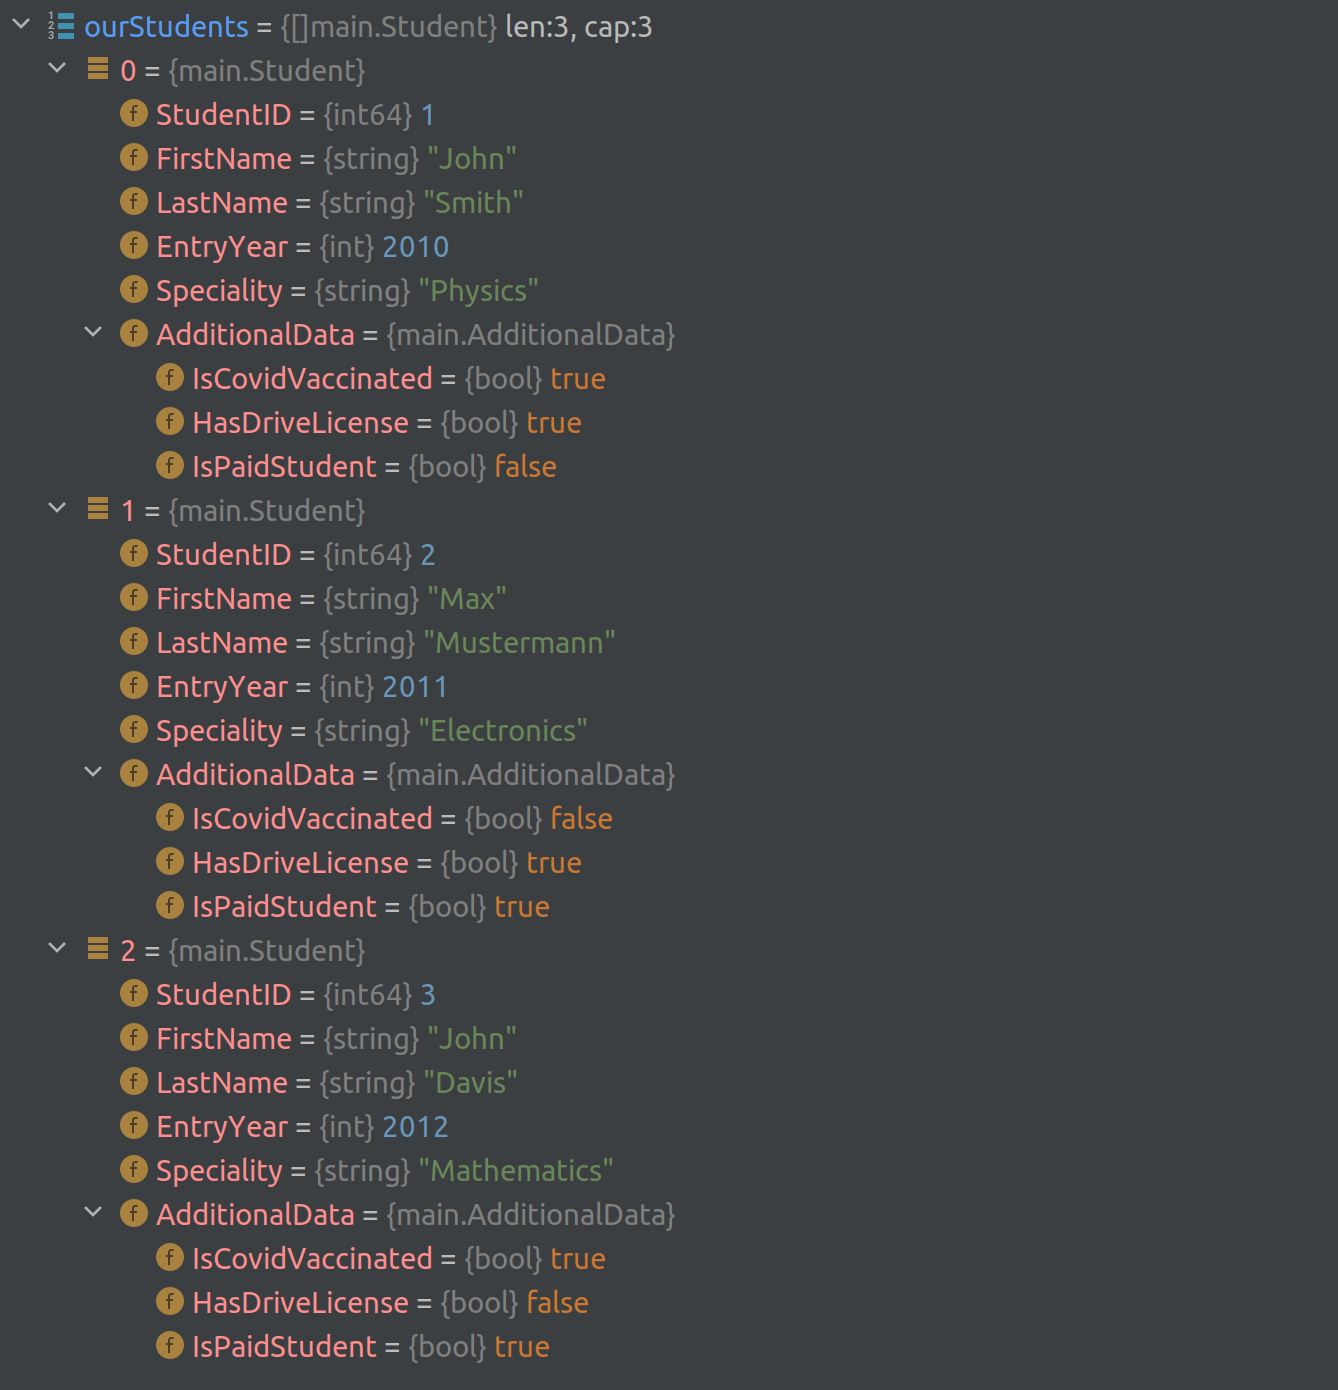 ourStudents = {[]main.Student} len:3, cap:3
0 = {main.Student}
StudentID = {int64} 1
FirstName = {string} "John"
LastName = {string} "Smith"
EntryYear = {int} 2010
Speciality = {string} "Physics"
AdditionalData = {main.AdditionalData}
IsCovidVaccinated = {bool} true
HasDriveLicense = {bool} true
IsPaidStudent = {bool} false
1 = {main.Student}
StudentID = {int64} 2
FirstName = {string} "Max"
LastName = {string} "Mustermann"
EntryYear = {int} 2011
Speciality = {string} "Electronics"
AdditionalData = {main.AdditionalData}
IsCovidVaccinated = {bool} false
HasDriveLicense = {bool} true
IsPaidStudent = {bool} true
2 = {main.Student}
StudentID = {int64} 3
FirstName = {string} "John"
LastName = {string} "Davis"
EntryYear = {int} 2012
Speciality = {string} "Mathematics"
AdditionalData = {main.AdditionalData}
IsCovidVaccinated = {bool} true
HasDriveLicense = {bool} false
IsPaidStudent = {bool} true